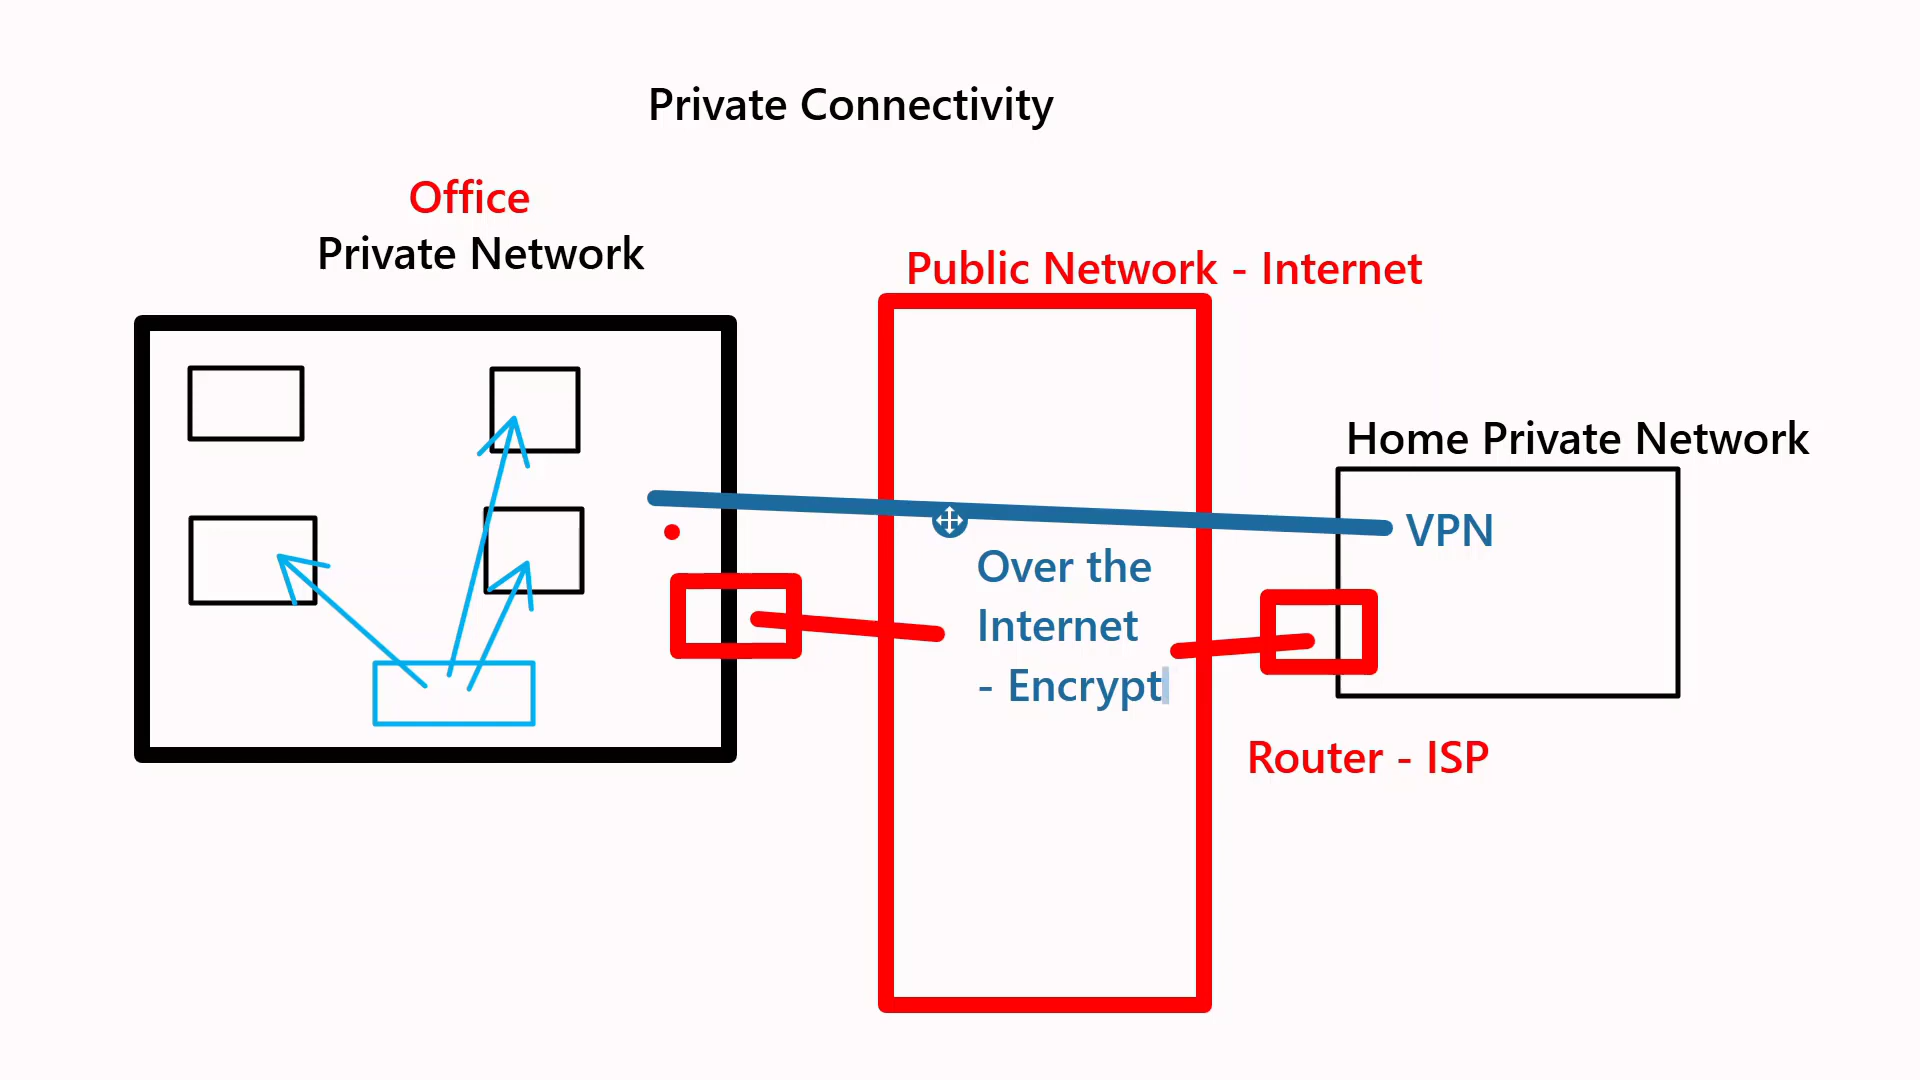 Private Connectivity
Office
Private Network
Public Network - Internet
Home Private Network
VPN
Over the
Internet
- Encrypt
Router - ISP